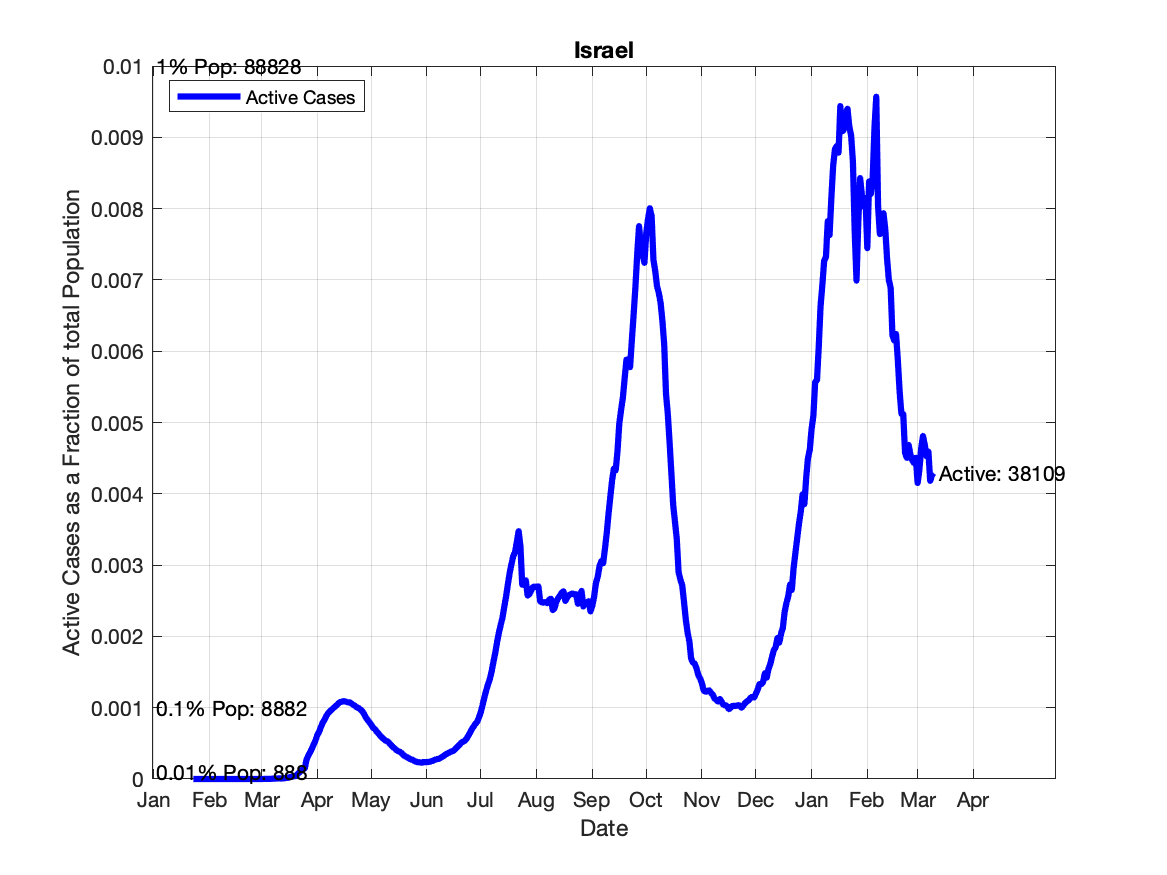 Israel
0.01
1% Pop: 88828
Active Cases
0.009
0.008
0.007
0.006
0.005
0.004
0.003
0.002
0.001
0
Active Cases as a Fraction of total Population
Active: 38109
0.1% Pop: 8882
0.01% Pop: 888
Jan Feb Mar Apr May Jun Jul Aug Sep Oct Nov Dec Jan Feb Mar Apr
Date